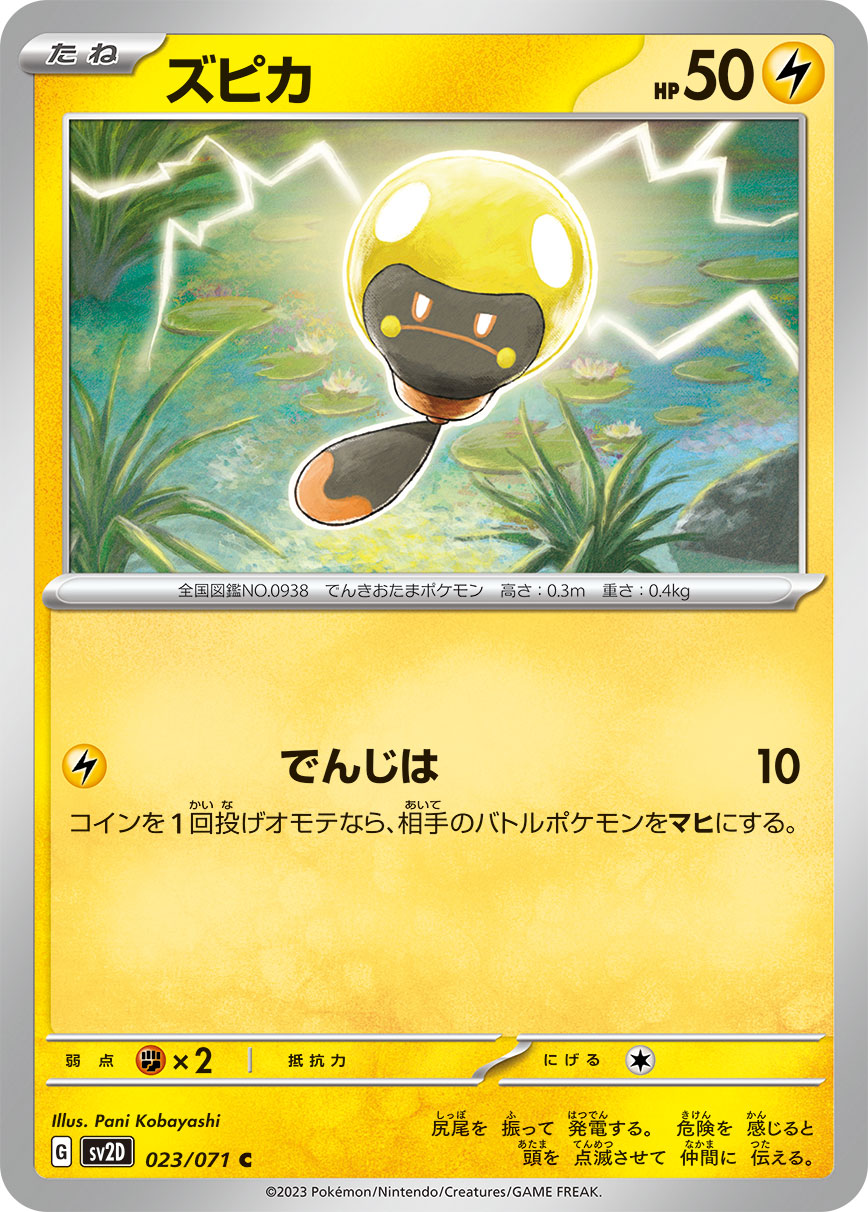 たね
ズピカ
HP 50
全国図鑑NO.0938 でんきおたまポケモン 高さ:0.3m 重さ:0.4kg
でんじは 10
コインを1回投げオモテなら、相手のバトルポケモンをマヒにする。
弱点 ×2 抵抗力 にげる
Illus. Pani Kobayashi
尻尾を 振って 発電する。 危険を 感じると
頭を 点滅させて 仲間に 伝える。
G sv2D 023/071 C
©2023 Pokémon/Nintendo/Creatures/GAME FREAK.